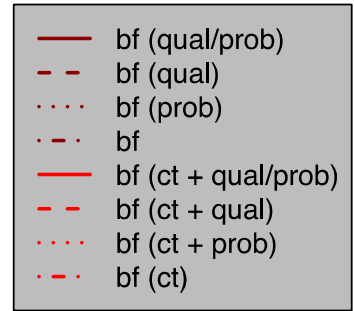 bf (qual/prob)
bf (qual)
bf (prob)
bf
bf (ct + qual/prob)
bf (ct + qual)
bf (ct + prob)
bf (ct)